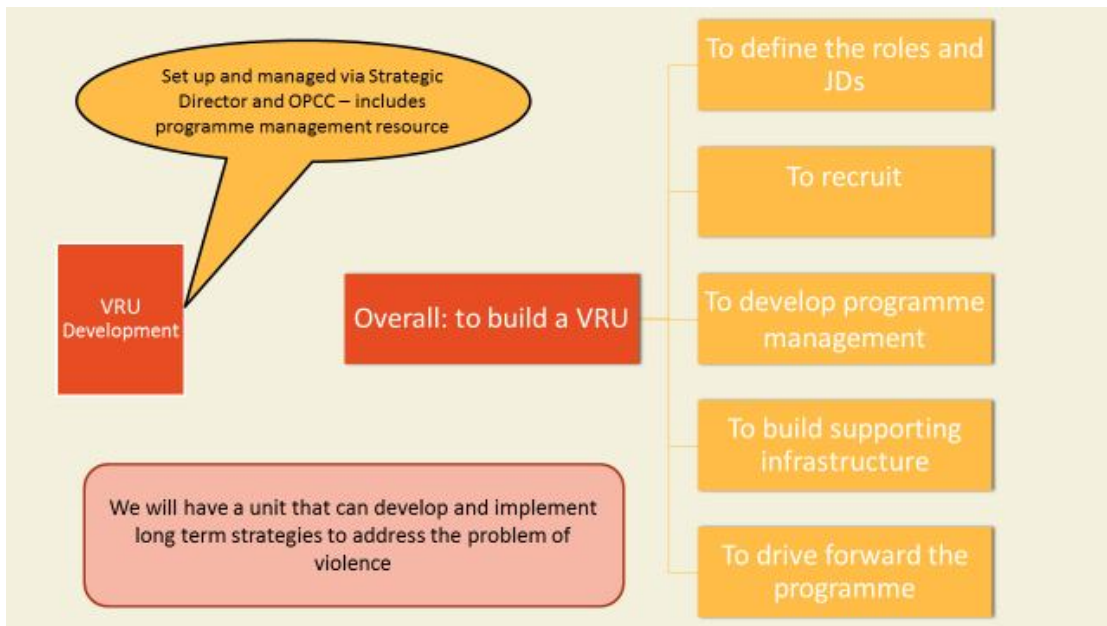 Set up and managed via Strategic
Director and OPCC – includes
programme management resource
VRU
Development
Overall: to build a VRU
To define the roles and
JDs
To recruit
To develop programme
management
To build supporting
infrastructure
To drive forward the
programme
We will have a unit that can develop and implement
long term strategies to address the problem of
violence